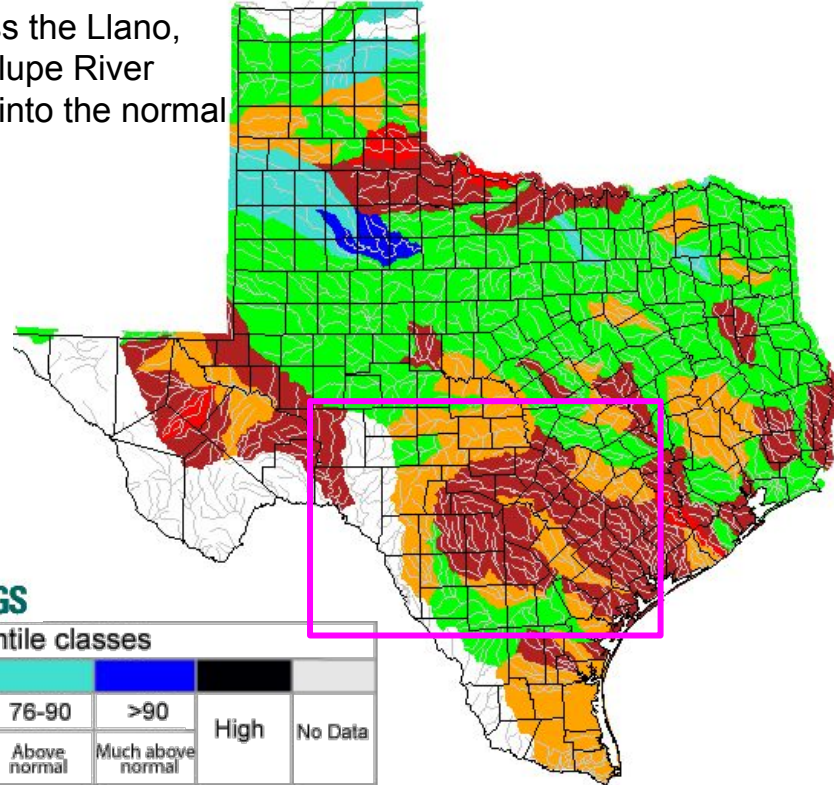 ss the Llano,
lupe River
into the normal
GS
ntile classes
76-90 >90 High No Data
Above normal Much above normal